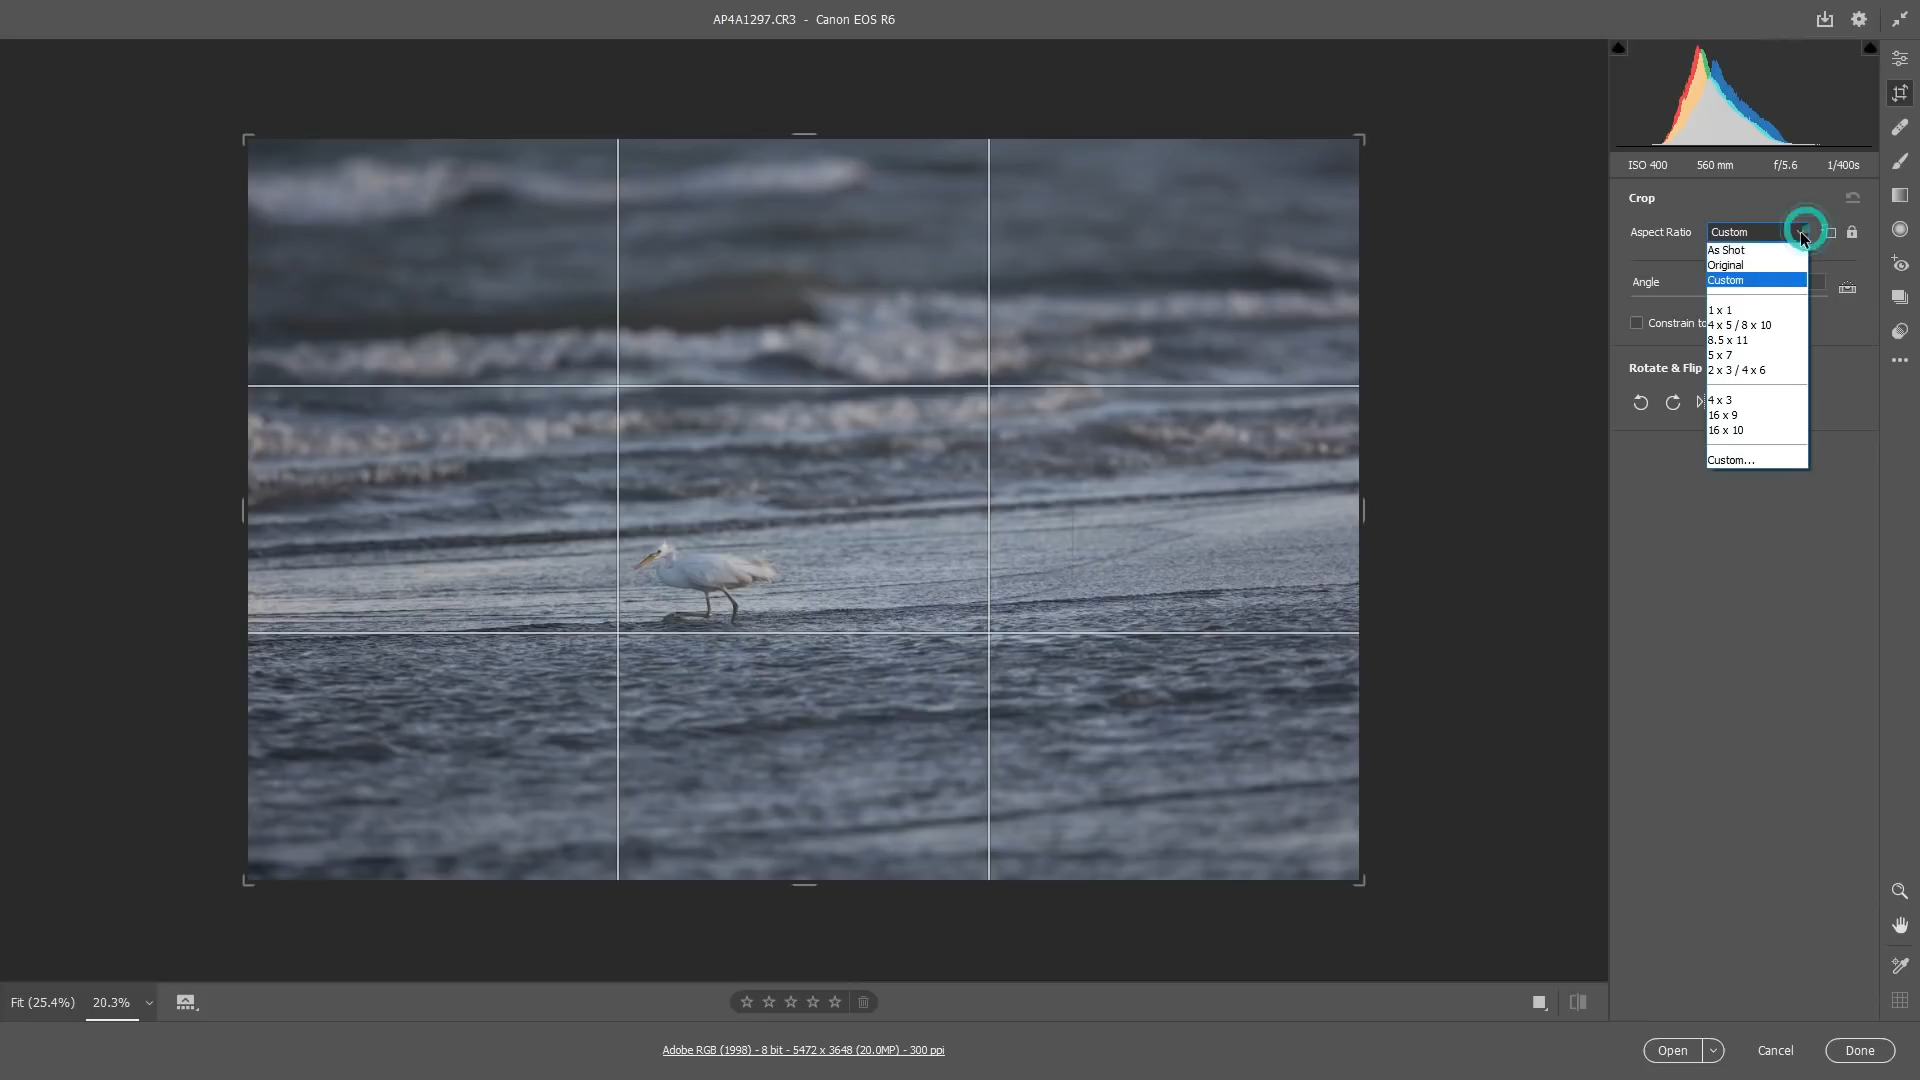 AP4A1297.CR3 - Canon EOS R6
ISO 400 560 mm f/5.6 1/400s
Crop
Aspect Ratio Custom
As Shot
Original
Custom
Angle
1 x 1
Constrain to
4 x 5 / 8 x 10
8.5 x 11
5 x 7
Rotate & Flip
2 x 3 / 4 x 6
4 x 3
16 x 9
16 x 10
Custom...
Fit (25.4%) 20.3%
Adobe RGB (1998) - 8 bit - 5472 x 3648 (20.0MP) - 300 ppi
Open Cancel Done